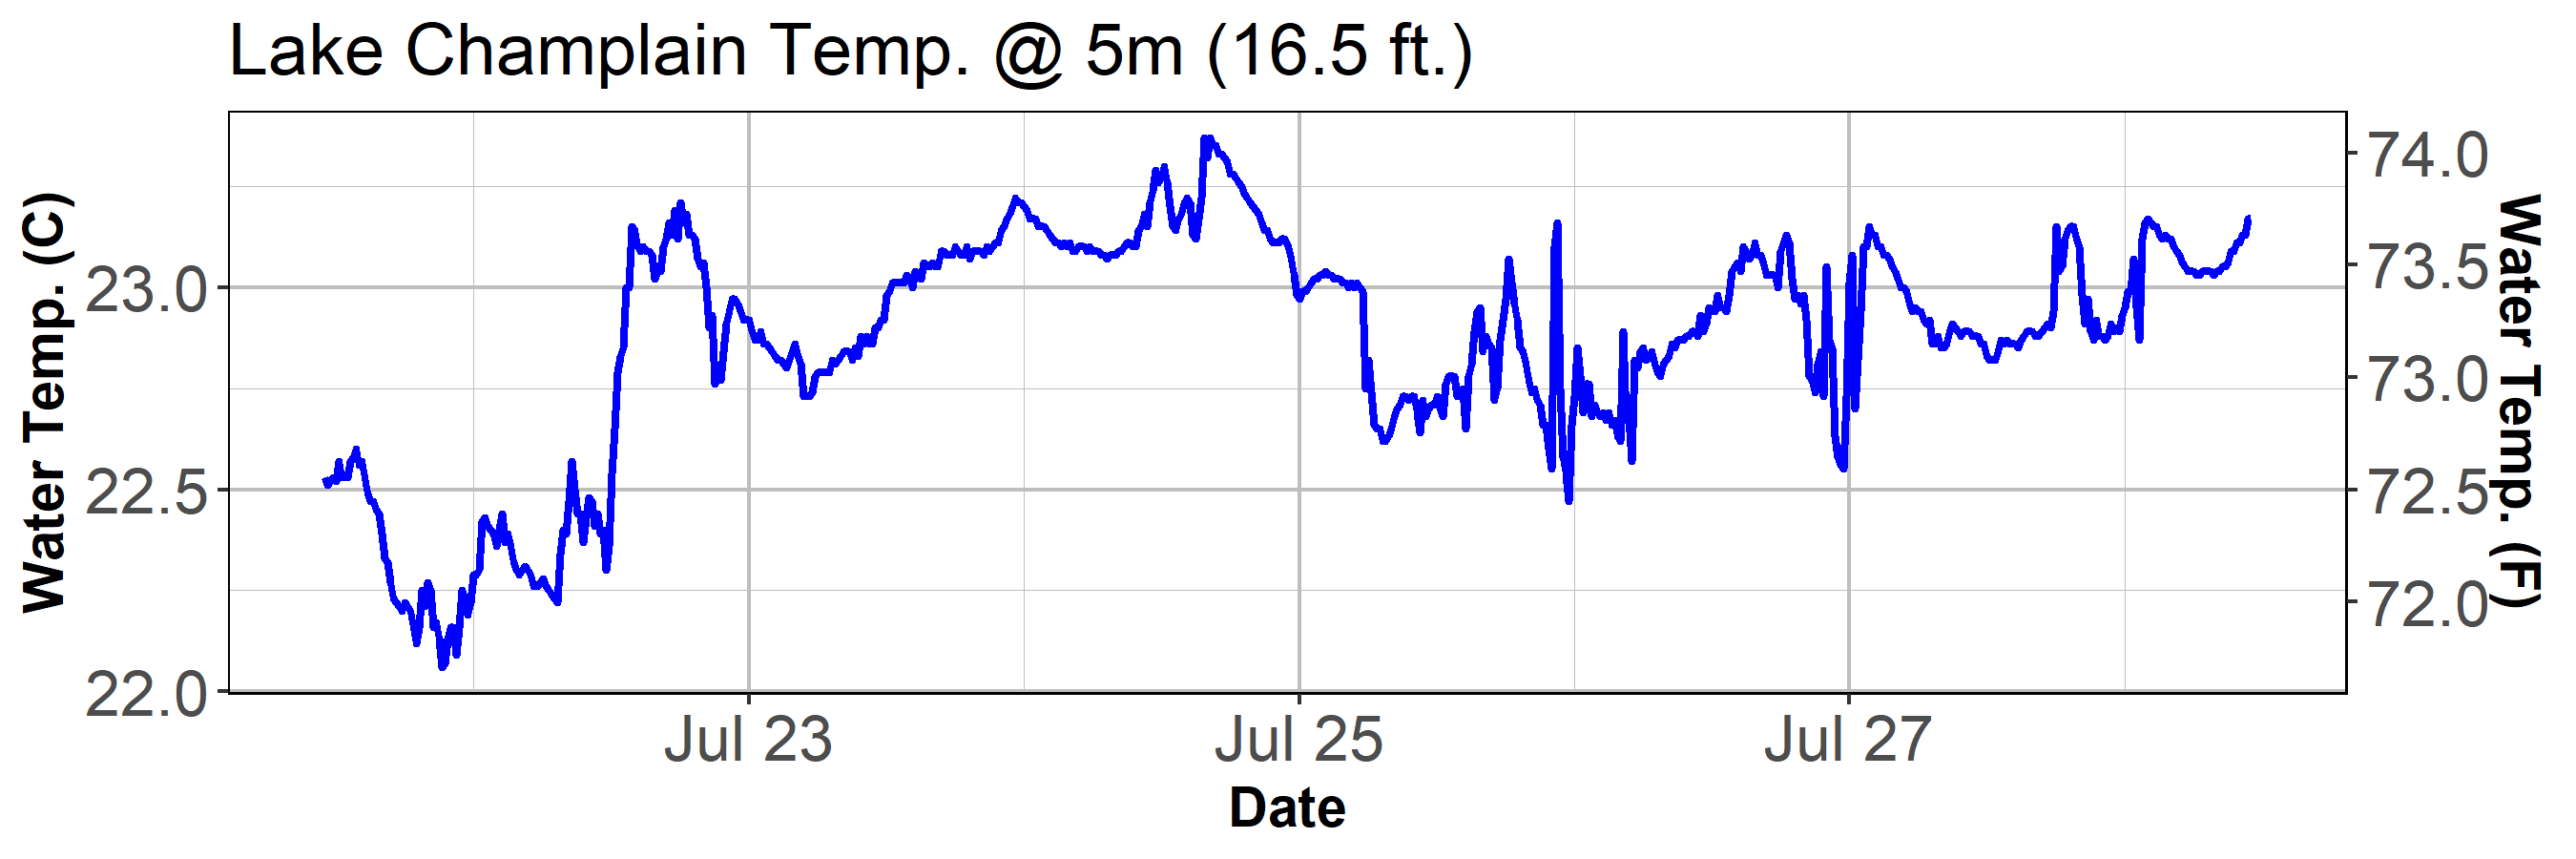 Lake Champlain Temp. @ 5m (16.5 ft.)
Water Temp. (C)
23.0
22.5
22.0
74.0
73.5
73.0
72.5
72.0
Water Temp. (F)
Jul 23
Jul 25
Jul 27
Date